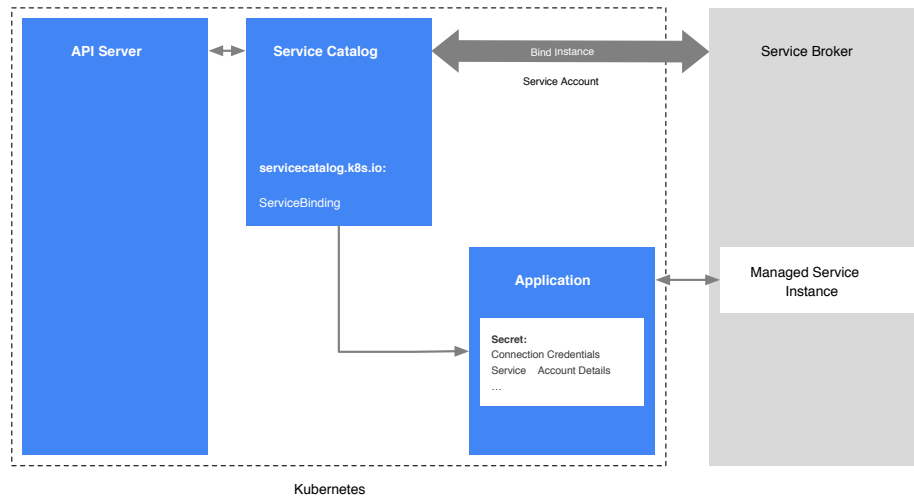 API Server
Service Catalog
Bind Instance
Service Account
Service Broker
servicecatalog.k8s.io:
ServiceBinding
Application
Managed Service
Instance
Secret:
Connection Credentials
Service Account Details
…
Kubernetes